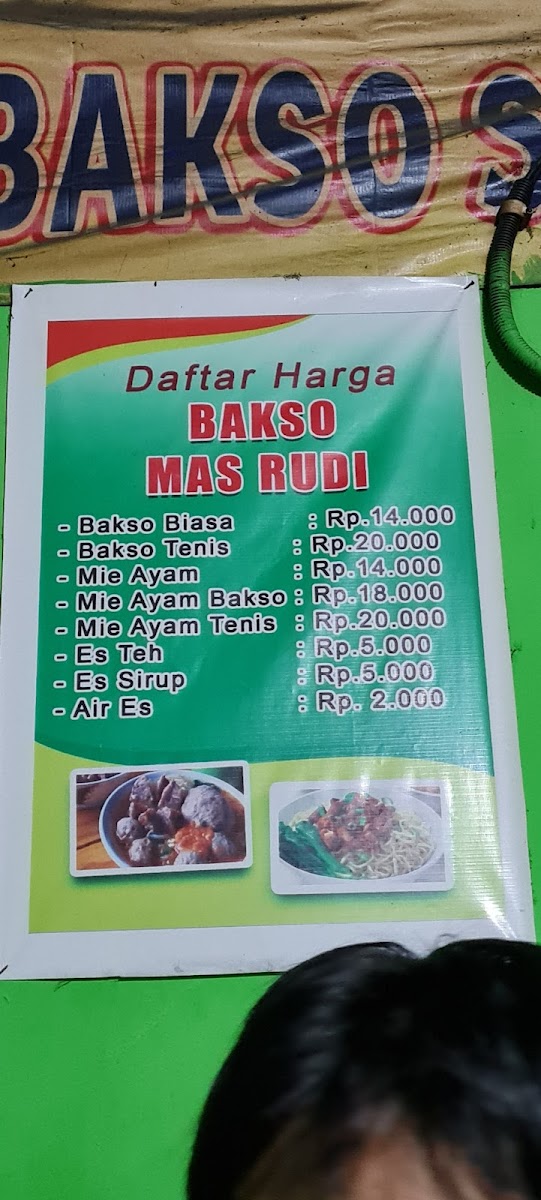 BAKSO
Daftar Harga
BAKSO
MAS RUDI
- Bakso Biasa : Rp.14.000
- Bakso Tenis : Rp.20.000
- Mie Ayam : Rp.14.000
- Mie Ayam Bakso : Rp.18.000
- Mie Ayam Tenis : Rp.20.000
- Es Teh : Rp.5.000
- Es Sirup : Rp.5.000
- Air Es : Rp. 2.000